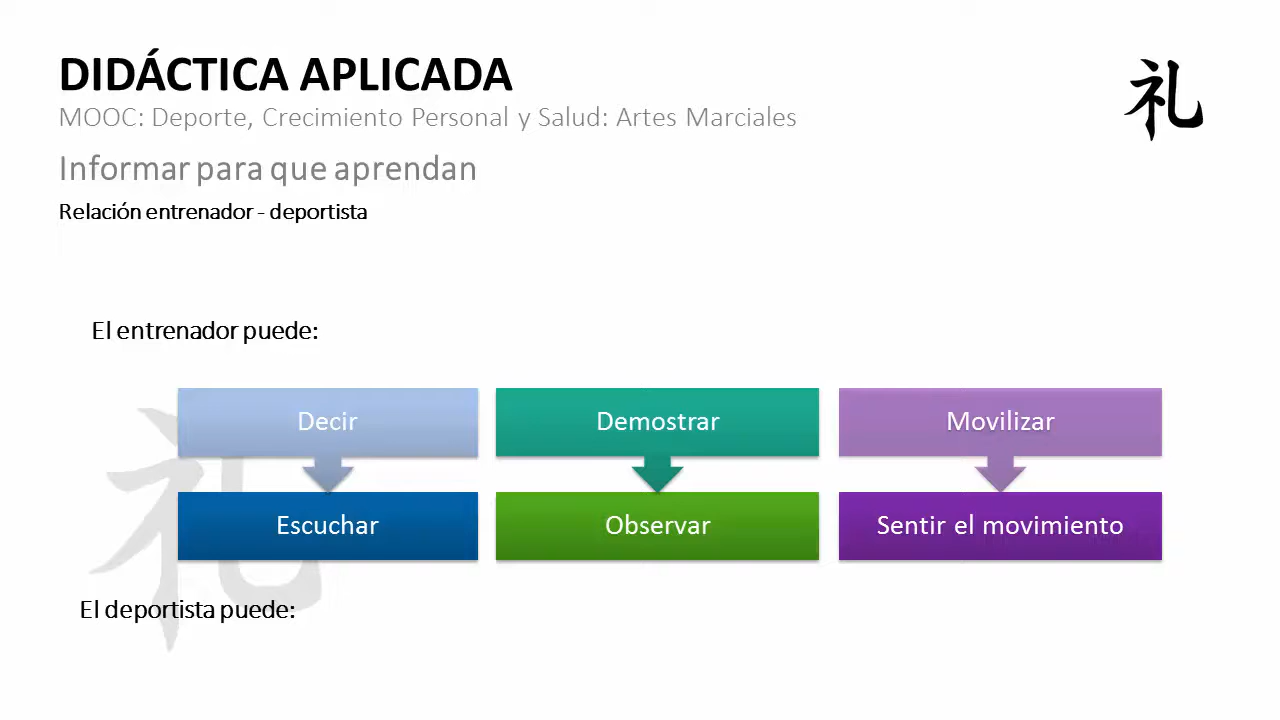 DIDÁCTICA APLICADA
礼
MOOC: Deporte, Crecimiento Personal y Salud: Artes Marciales
Informar para que aprendan
Relación entrenador - deportista
El entrenador puede:
Decir
Demostrar
Movilizar
礼
Escuchar
Observar
Sentir el movimiento
El deportista puede: